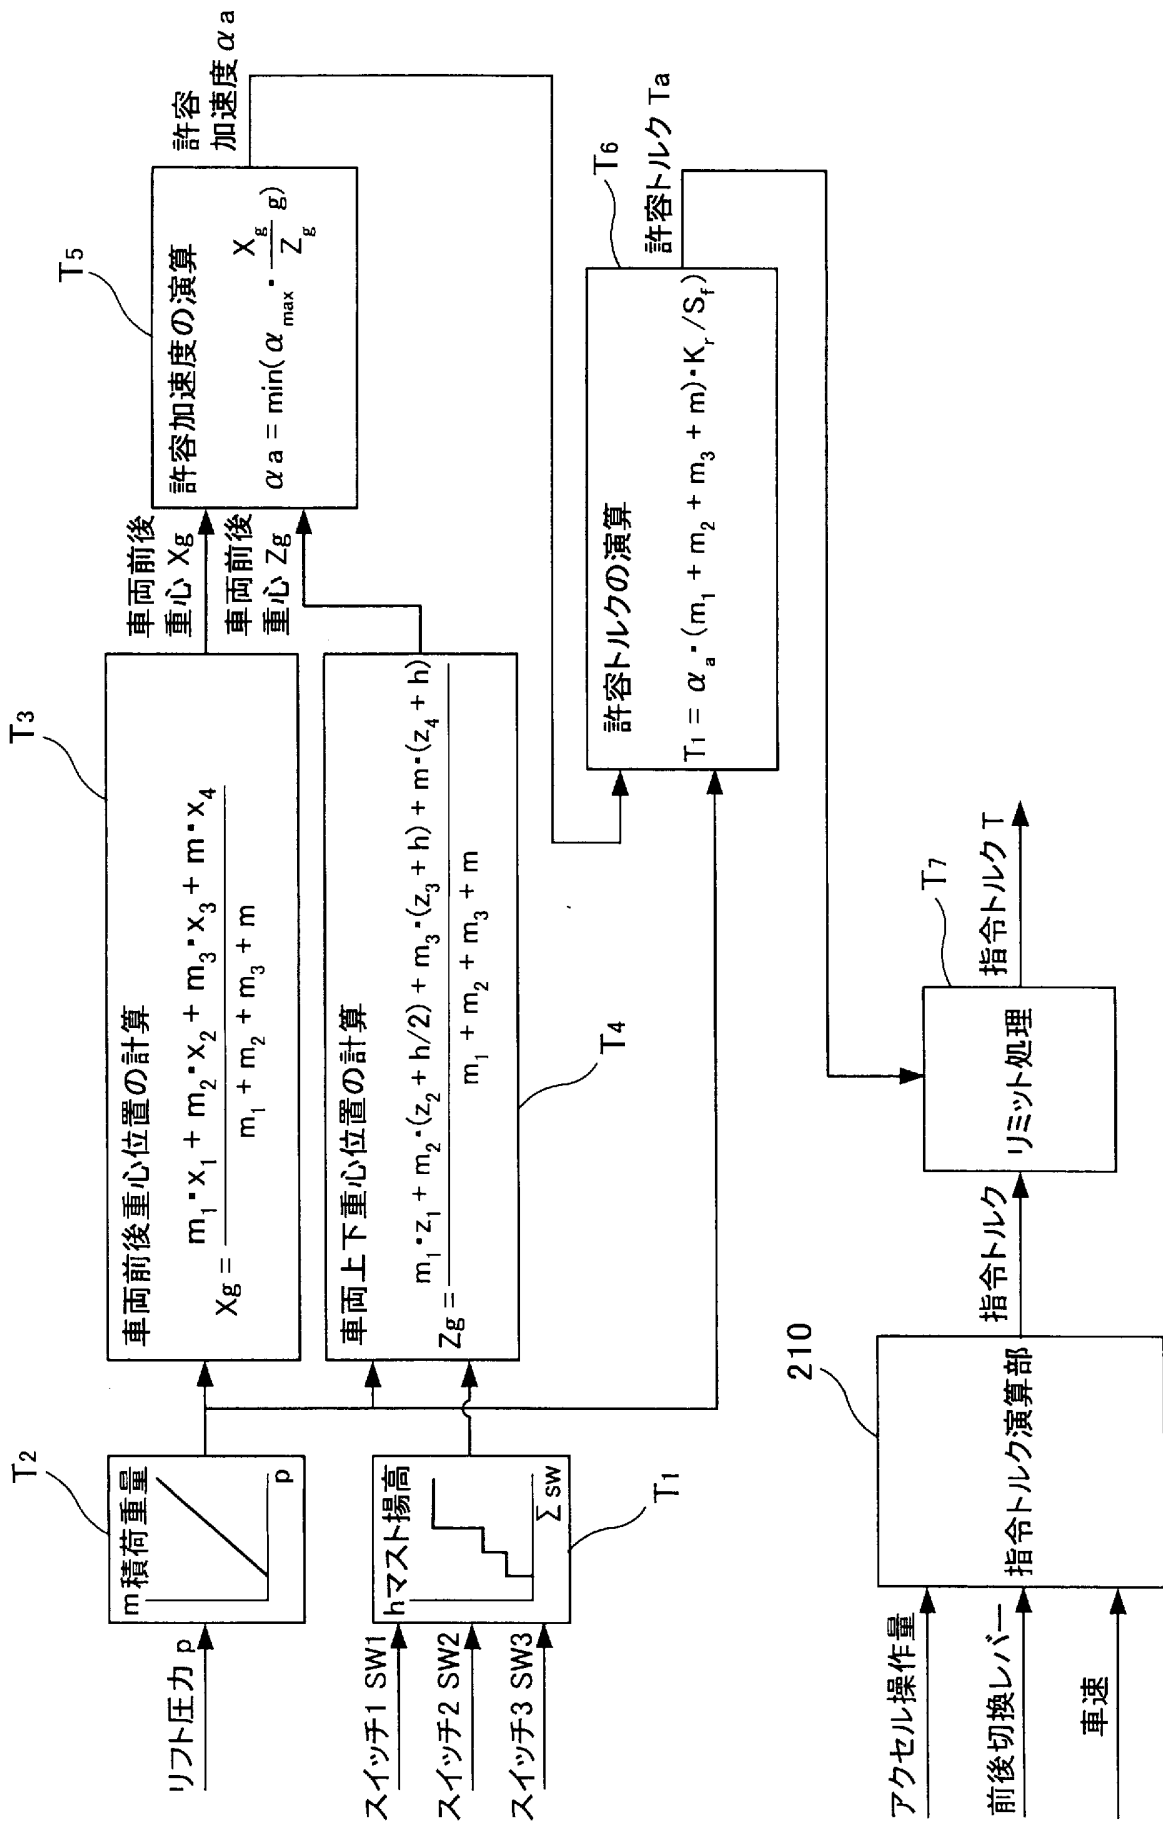 リフト圧力 p
T2
m積荷重量
p
スイッチ1 SW1
スイッチ2 SW2
スイッチ3 SW3
hマスト揚高
Σ SW
T1
T3
車両前後重心位置の計算
Xg = (m₁・x₁ + m₂・x₂ + m₃・x₃ + m・x₄) / (m₁ + m₂ + m₃ + m)
車両上下重心位置の計算
Zg = (m₁・z₁ + m₂・(z₂ + h/2) + m₃・(z₃ + h) + m・(z₄ + h)) / (m₁ + m₂ + m₃ + m)
T4
車両前後
重心 Xg
車両前後
重心 Zg
T5
許容加速度の演算
αa = min(α_max・(X_g/Z_g) g)
許容
加速度 αa
T6
許容トルクの演算
T₁ = α_a・(m₁ + m₂ + m₃ + m)・K_r/S_f)
許容トルク Ta
アクセル操作量
前後切換レバー
車速
210
指令トルク演算部
指令トルク
T7
リミット処理
指令トルク T